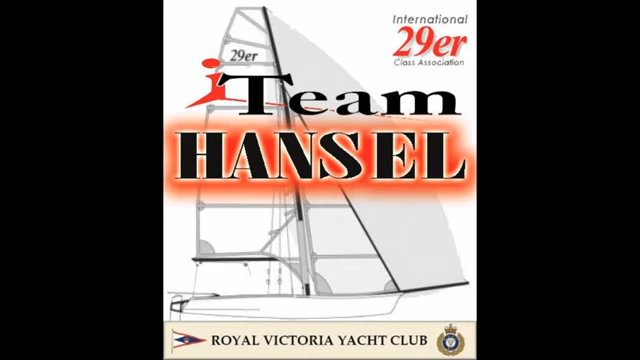 International
29er
Class Association
29er
iTeam
HANSEL
ROYAL VICTORIA YACHT CLUB